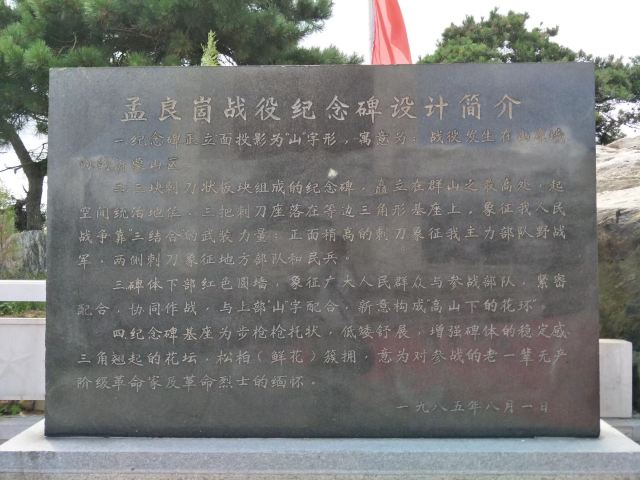 孟良崮战役纪念碑设计简介
一纪念碑正立面投影为"山"字形，寓意为：战役发生在山东
蒙山区
二三块刺刀状板块组成的纪念碑，矗立在群山之最高处，起
空间统治地位。三把刺刀座落在等边三角形基座上，象征我人民
战争靠"三结合"的武装力量：正面稍高的刺刀象征我主力部队野战
军，两侧刺刀象征地方部队和民兵。
三碑体下部红色围墙，象征广大人民群众与参战部队，紧密
配合，协同作战，与上部"山"字配合，新意构成"高山下的花环"。
四纪念碑基座为步枪枪托状，低矮舒展，增强碑体的稳定感
三角翘起的花坛，松柏（鲜花）簇拥，意为对参战的老一辈无产
阶级革命家及革命烈士的缅怀。
一九八五年八月一日